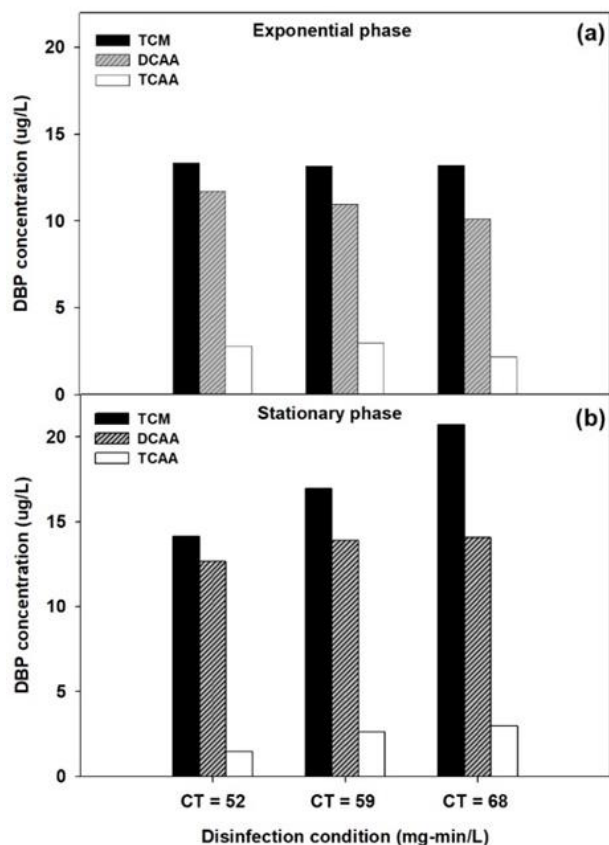 Exponential phase
(a)
TCM
DCAA
TCAA
20
15
10
5
0
DBP concentration (ug/L)
Stationary phase
(b)
TCM
DCAA
TCAA
20
15
10
5
0
DBP concentration (ug/L)
CT = 52
CT = 59
CT = 68
Disinfection condition (mg-min/L)